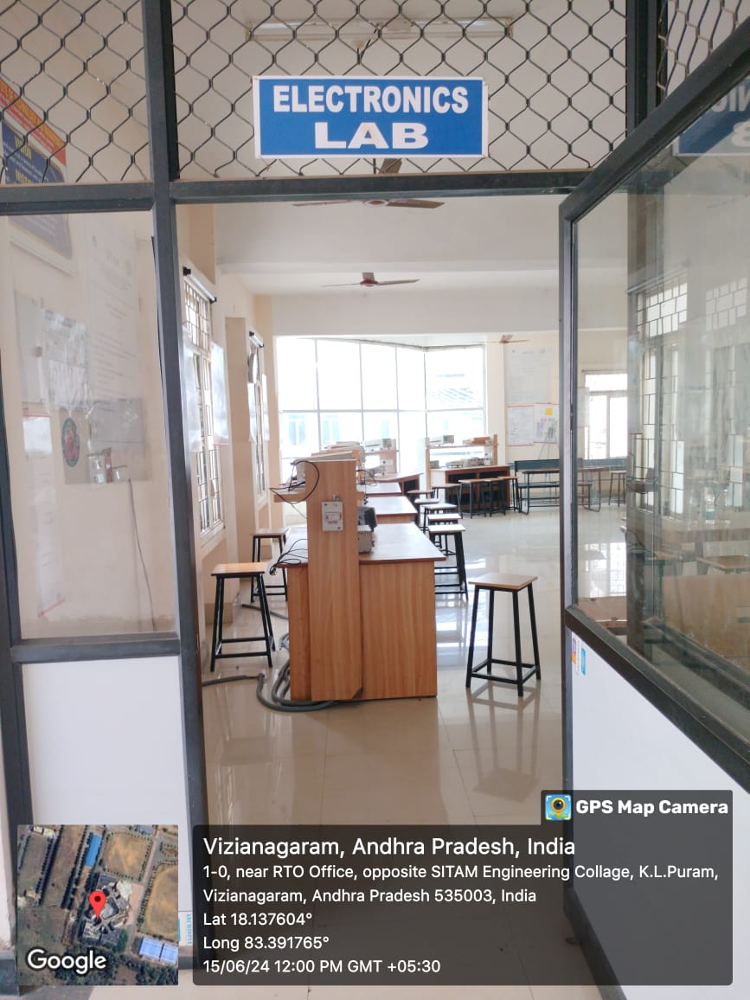 ELECTRONICS
LAB
GPS Map Camera
Vizianagaram, Andhra Pradesh, India
1-0, near RTO Office, opposite SITAM Engineering Collage, K.L.Puram,
Vizianagaram, Andhra Pradesh 535003, India
Lat 18.137604°
Long 83.391765°
15/06/24 12:00 PM GMT +05:30
Google